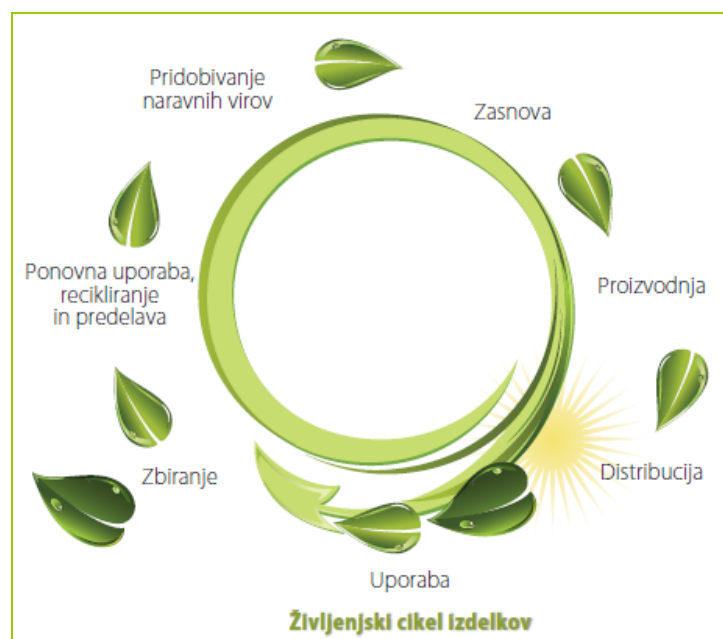 Pridobivanje
naravnih virov
Zasnova
Proizvodnja
Distribucija
Uporaba
Zbiranje
Ponovna uporaba,
recikliranje
in predelava
Življenjski cikel izdelkov